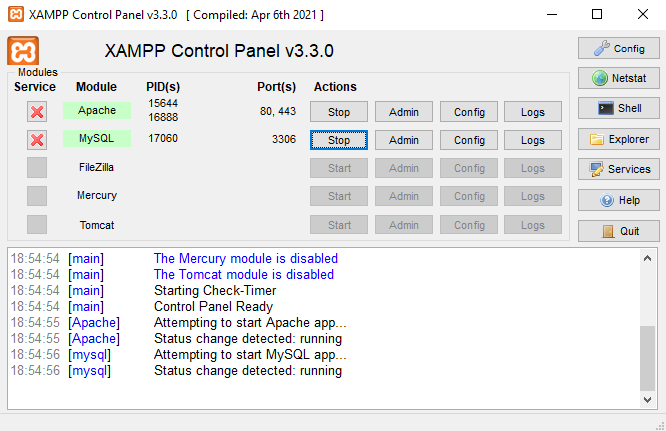 XAMPP Control Panel v3.3.0 [ Compiled: Apr 6th 2021 ]
XAMPP Control Panel v3.3.0
Config
Modules
Service Module PID(s) Port(s) Actions
Netstat
Apache 15644 16888 80, 443 Stop Admin Config Logs
Shell
MySQL 17060 3306 Stop Admin Config Logs
Explorer
FileZilla Start Admin Config Logs
Services
Mercury Start Admin Config Logs
Help
Tomcat Start Admin Config Logs
Quit
18:54:54 [main] The Mercury module is disabled
18:54:54 [main] The Tomcat module is disabled
18:54:54 [main] Starting Check-Timer
18:54:54 [main] Control Panel Ready
18:54:55 [Apache] Attempting to start Apache app...
18:54:55 [Apache] Status change detected: running
18:54:56 [mysql] Attempting to start MySQL app...
18:54:56 [mysql] Status change detected: running